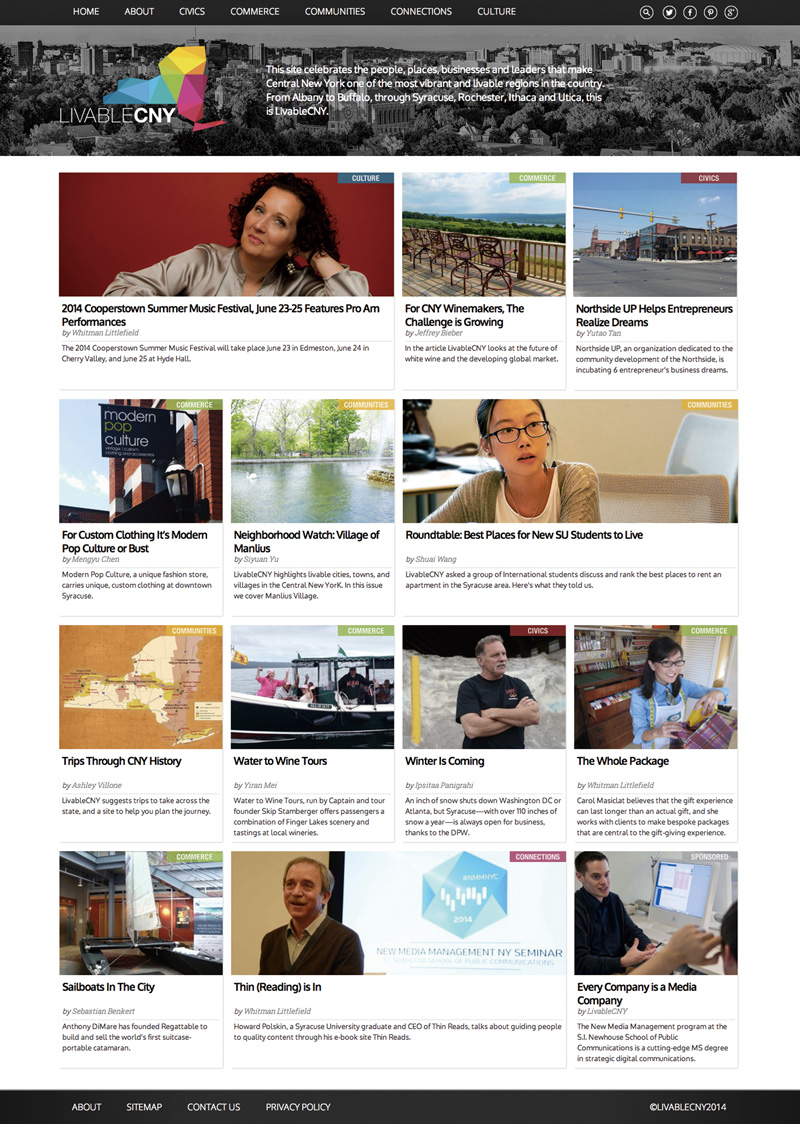 HOME ABOUT CIVICS COMMERCE COMMUNITIES CONNECTIONS CULTURE
LIVABLECNY
This site celebrates the people, places, businesses and leaders that make
Central New York one of the most vibrant and livable regions in the country.
From Albany to Buffalo, through Syracuse, Rochester, Ithaca and Utica, this
is LivableCNY.
CULTURE
2014 Cooperstown Summer Music Festival, June 23-25 Features Pro Arn
Performances
by Whitman Littlefield
The 2014 Cooperstown Summer Music Festival will take place June 23 in Edmeston, June 24 in
Cherry Valley, and June 25 at Hyde Hall.
COMMERCE
For CNY Winemakers, The
Challenge is Growing
by Jeffrey Bieber
In the article LivableCNY looks at the future of
white wine and the developing global market.
CIVICS
Northside UP Helps Entrepreneurs
Realize Dreams
by Yutao Tan
Northside UP, an organization dedicated to the
community development of the Northside, is
incubating 6 entrepreneur's business dreams.
COMMERCE
modern
pop
culture
vintage / custom
clothing and accessories
For Custom Clothing It's Modern
Pop Culture or Bust
by Mengyu Chen
Modern Pop Culture, a unique fashion store,
carries unique, custom clothing at downtown
Syracuse.
COMMUNITIES
Neighborhood Watch: Village of
Manlius
by Siyuan Yu
LivableCNY highlights livable cities, towns, and
villages in the Central New YorK. In this issue
we cover Manlius Village.
COMMUNITIES
Roundtable: Best Places for New SU Students to Live
by Shuai Wang
LivableCNY asked a group of International students discuss and rank the best places to rent an
apartment in the Syracuse area. Here's what they told us.
COMMUNITIES
Trips Through CNY History
by Ashley Villone
LivableCNY suggests trips to take across the
state, and a site to help you plan the journey.
COMMERCE
Water to Wine Tours
by Yiran Mei
Water to Wine Tours, run by Captain and tour
founder Skip Stamberger offers passengers a
combination of Finger Lakes scenery and
tastings at local wineries.
CIVICS
Winter Is Coming
by Ipsitaa Panigrahi
An inch of snow shuts down Washington DC or
Atlanta, but Syracuse—with over 110 inches of
snow a year—is always open for business,
thanks to the DPW.
COMMERCE
The Whole Package
by Whitman Littlefield
Carol Masiclat believes that the gift experience
can last longer than an actual gift, and she
works with clients to make bespoke packages
that are central to the gift-giving experience.
COMMERCE
Sailboats In The City
by Sebastian Benkert
Anthony DiMare has founded Regattable to
build and sell the world's first suitcase-
portable catamaran.
CONNECTIONS
#NMMNYC
2014
NEW MEDIA MANAGEMENT NY SEMINAR
SCHOOL OF PUBLIC COMMUNICATIONS
Thin (Reading) is In
by Whitman Littlefield
Howard Polskin, a Syracuse University graduate and CEO of Thin Reads, talks about guiding people
to quality content through his e-book site Thin Reads.
SPONSORED
Every Company is a Media
Company
by LivableCNY
The New Media Management program at the
S.I. Newhouse School of Public
Communications is a cutting-edge MS degree
in strategic digital communications.
ABOUT SITEMAP CONTACT US PRIVACY POLICY
©LIVABLECNY2014